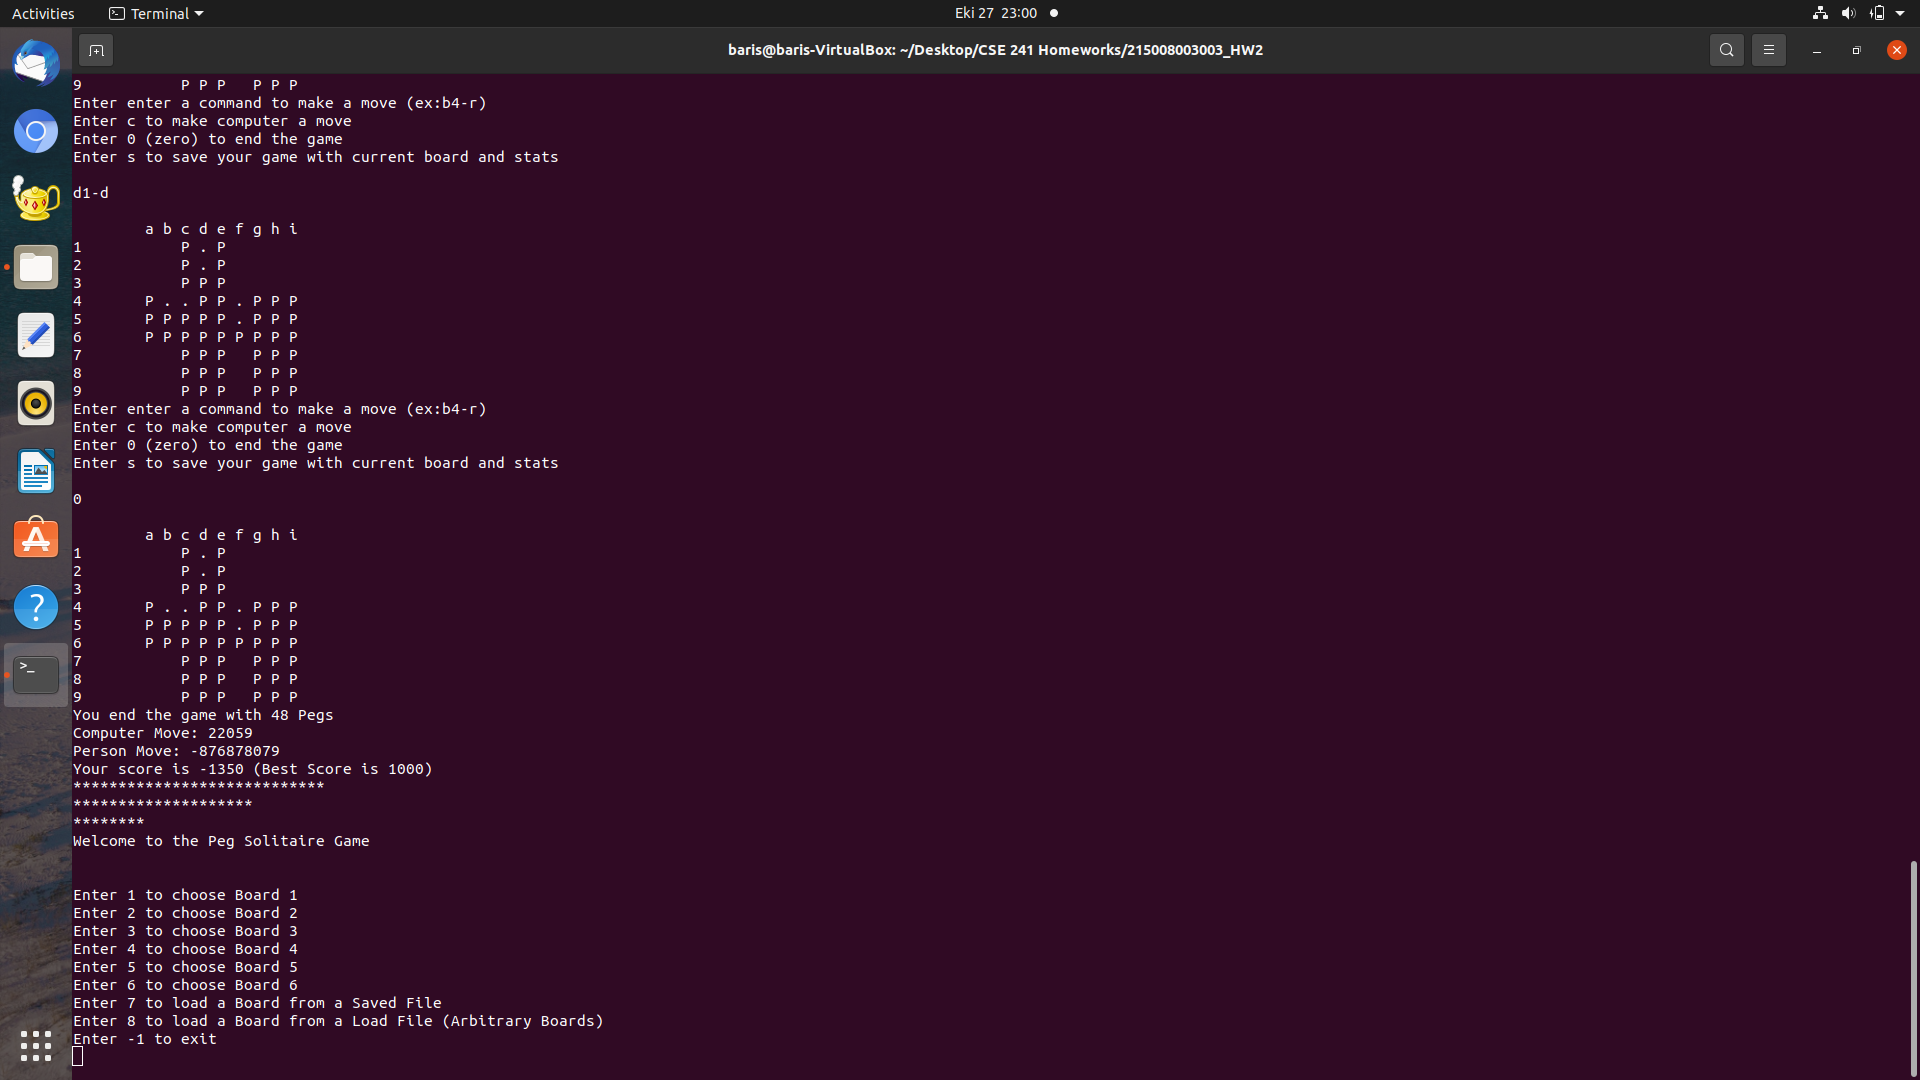 Activities Terminal Eki 27 23:00
baris@baris-VirtualBox: ~/Desktop/CSE 241 Homeworks/215008003003_HW2
9           P P P   P P P
Enter enter a command to make a move (ex:b4-r)
Enter c to make computer a move
Enter 0 (zero) to end the game
Enter s to save your game with current board and stats
d1-d
        a b c d e f g h i
1           P . P
2           P . P
3           P P P
4       P . . P P . P P P
5       P P P P P . P P P
6       P P P P P P P P P
7           P P P   P P P
8           P P P   P P P
9           P P P   P P P
Enter enter a command to make a move (ex:b4-r)
Enter c to make computer a move
Enter 0 (zero) to end the game
Enter s to save your game with current board and stats
0
        a b c d e f g h i
1           P . P
2           P . P
3           P P P
4       P . . P P . P P P
5       P P P P P . P P P
6       P P P P P P P P P
7           P P P   P P P
8           P P P   P P P
9           P P P   P P P
You end the game with 48 Pegs
Computer Move: 22059
Person Move: -876878079
Your score is -1350 (Best Score is 1000)
****************************
********************
********
Welcome to the Peg Solitaire Game
Enter 1 to choose Board 1
Enter 2 to choose Board 2
Enter 3 to choose Board 3
Enter 4 to choose Board 4
Enter 5 to choose Board 5
Enter 6 to choose Board 6
Enter 7 to load a Board from a Saved File
Enter 8 to load a Board from a Load File (Arbitrary Boards)
Enter -1 to exit